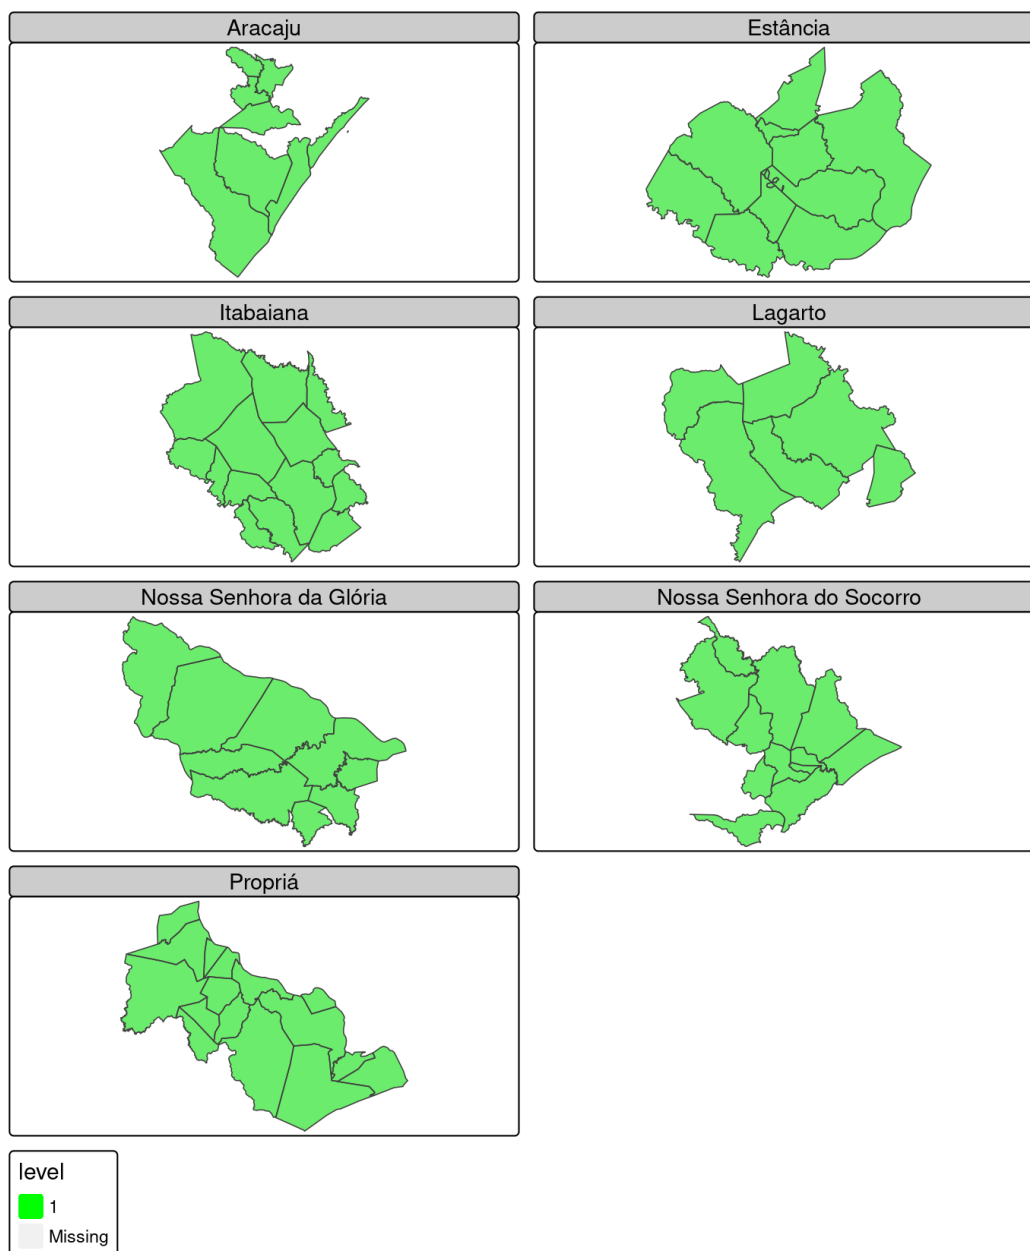 Aracaju
Estância
Itabaiana
Lagarto
Nossa Senhora da Glória
Nossa Senhora do Socorro
Propriá
level
1
Missing